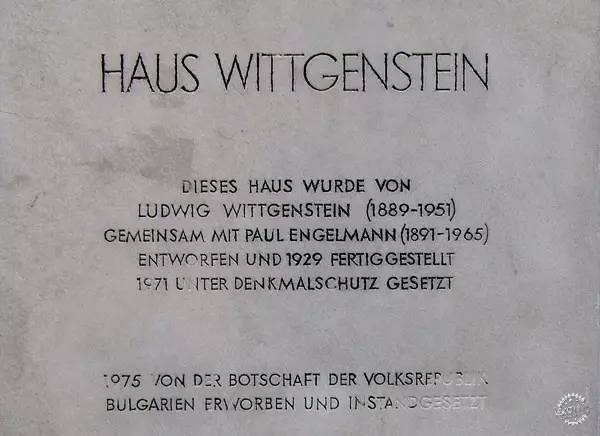 HAUS WITTGENSTEIN
DIESES HAUS WURDE VON
LUDWIG WITTGENSTEIN (1889-1951)
GEMEINSAM MIT PAUL ENGELMANN (1891-1965)
ENTWORFEN UND 1929 FERTIGGESTELLT
1971 UNTER DENKMALSCHUTZ GESETZT
1975 VON DER BOTSCHAFT DER VOLKSREPUBLIK
BULGARIEN ERWORBEN UND INSTANDGESETZT